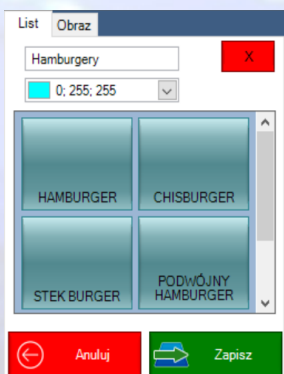 List Obraz
Hamburgery X
0; 255; 255
HAMBURGER CHISBURGER
STEK BURGER PODWÓJNY
HAMBURGER
Anuluj Zapisz